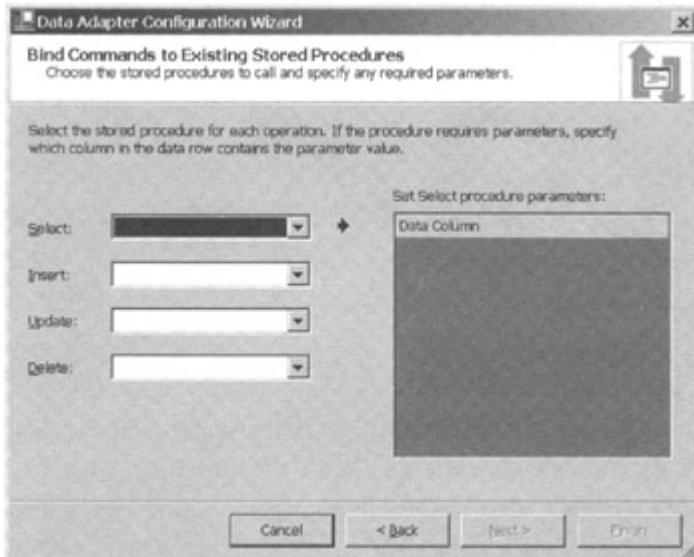 Data Adapter Configuration Wizard
Bind Commands to Existing Stored Procedures
Choose the stored procedures to call and specify any required parameters.
Select the stored procedure for each operation. If the procedure requires parameters, specify
which column in the data row contains the parameter value.
Set Select procedure parameters:
Select:
Data Column
Insert:
Update:
Delete:
Cancel
< Back
Next >
Finish